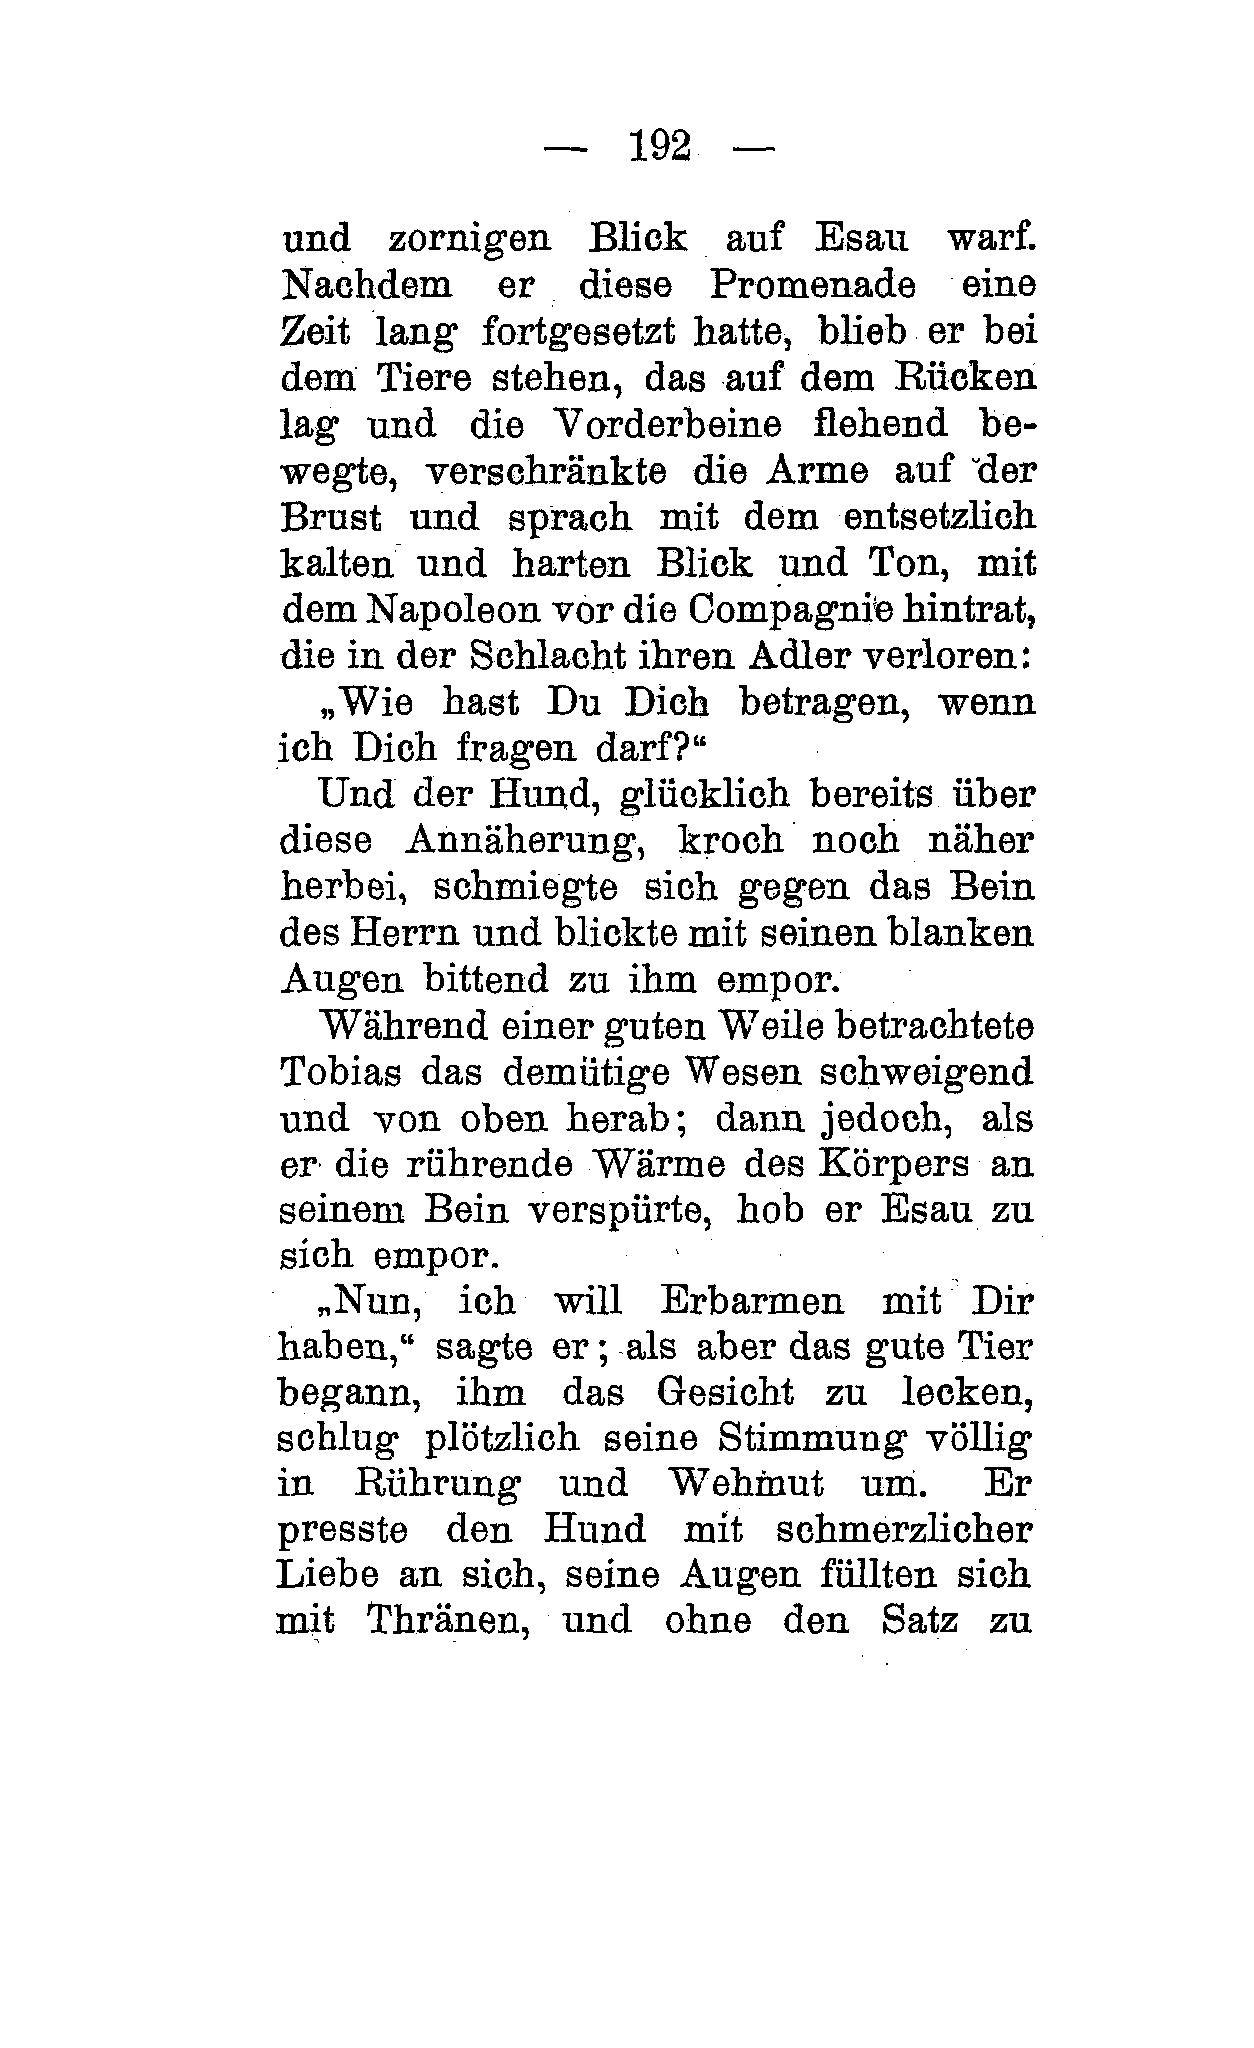 — 192 —
und zornigen Blick auf Esau warf.
Nachdem er diese Promenade eine
Zeit lang fortgesetzt hatte, blieb er bei
dem Tiere stehen, das auf dem Rücken
lag und die Vorderbeine flehend be-
wegte, verschränkte die Arme auf der
Brust und sprach mit dem entsetzlich
kalten und harten Blick und Ton, mit
dem Napoleon vor die Compagnie hintrat,
die in der Schlacht ihren Adler verloren:
„Wie hast Du Dich betragen, wenn
ich Dich fragen darf?“
Und der Hund, glücklich bereits über
diese Annäherung, kroch noch näher
herbei, schmiegte sich gegen das Bein
des Herrn und blickte mit seinen blanken
Augen bittend zu ihm empor.
Während einer guten Weile betrachtete
Tobias das demütige Wesen schweigend
und von oben herab; dann jedoch, als
er die rührende Wärme des Körpers an
seinem Bein verspürte, hob er Esau zu
sich empor.
„Nun, ich will Erbarmen mit Dir
haben,“ sagte er; als aber das gute Tier
begann, ihm das Gesicht zu lecken,
schlug plötzlich seine Stimmung völlig
in Rührung und Wehmut um. Er
presste den Hund mit schmerzlicher
Liebe an sich, seine Augen füllten sich
mit Thränen, und ohne den Satz zu